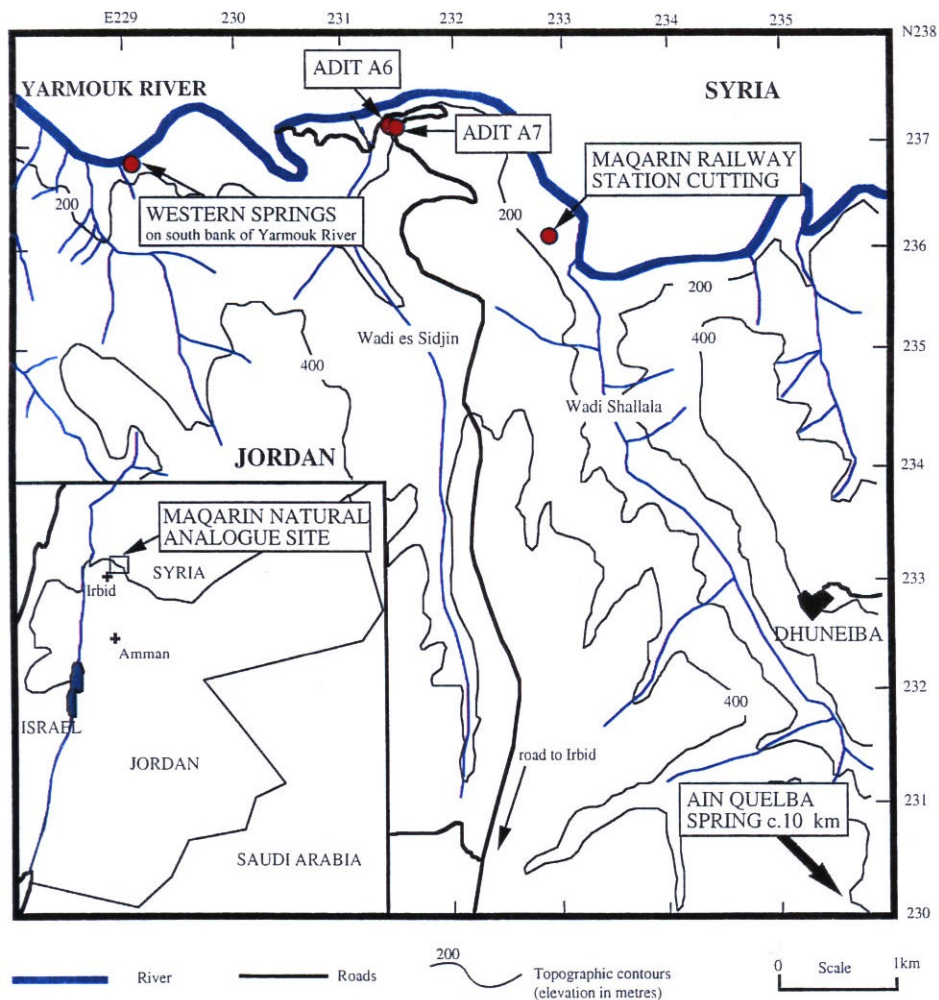 E229
230
231
232
233
234
235
N238
ADIT A6
YARMOUK RIVER
SYRIA
ADIT A7
237
MAQARIN RAILWAY
STATION CUTTING
200
WESTERN SPRINGS
on south bank of Yarmouk River
200
236
200
Wadi es Sidjin
400
400
235
Wadi Shallala
JORDAN
234
MAQARIN NATURAL
ANALOGUE SITE
SYRIA
Irbid
233
DHUNEIBA
Amman
400
232
ISRAEL
road to Irbid
JORDAN
AIN QUELBA
SPRING c.10 km
231
SAUDI ARABIA
230
River
Roads
200
Topographic contours
(elevation in metres)
0 Scale 1km